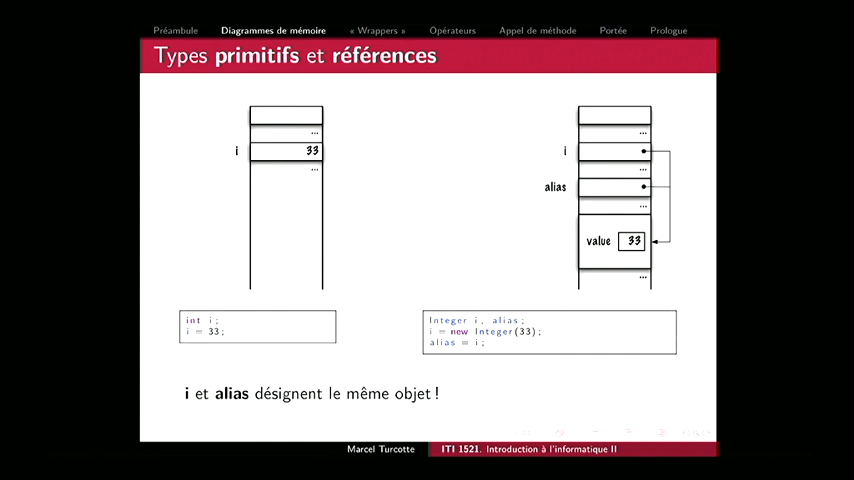 Préambule Diagrammes de mémoire « Wrappers » Opérateurs Appel de méthode Portée Prologue
Types primitifs et références
...
i 33
...
...
i
...
alias
...
value 33
...
int i;
i = 33;
Integer i, alias;
i = new Integer(33);
alias = i;
i et alias désignent le même objet !
Marcel Turcotte ITI 1521. Introduction à l'informatique II